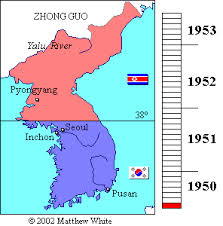 ZHONG GUO
Yalu River
Pyongyang
38°
Seoul
Inchon
Pusan
1953
1952
1951
1950
© 2002 Matthew White